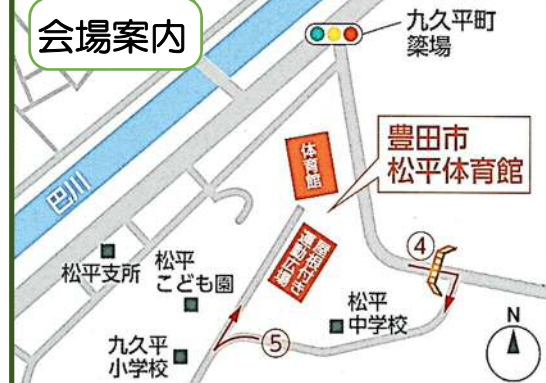 会場案内
九久平町
簗場
体育館
豊田市
松平体育館
巴川
屋根付き
運動広場
④
松平支所
松平
こども園
松平
中学校
九久平
小学校
⑤
N